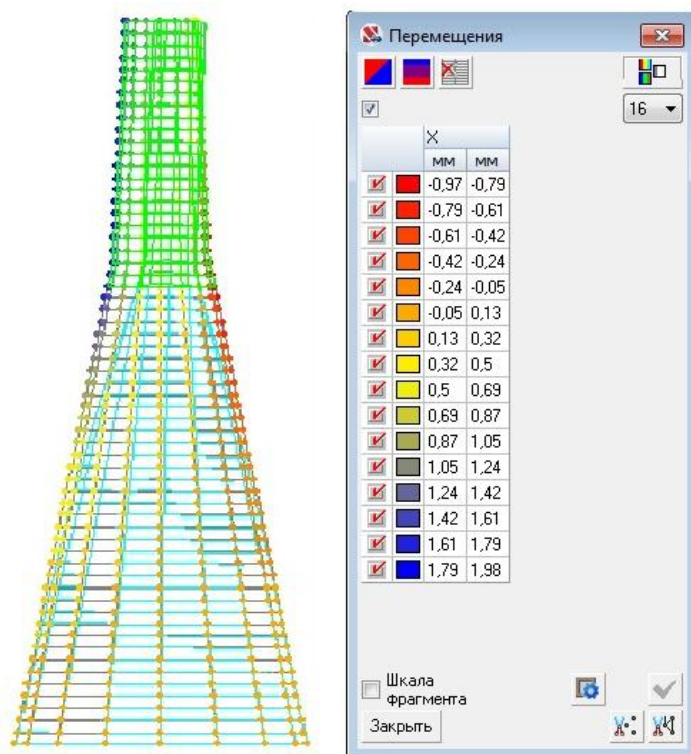 Перемещения
16
X
мм мм
-0,97 -0,79
-0,79 -0,61
-0,61 -0,42
-0,42 -0,24
-0,24 -0,05
-0,05 0,13
0,13 0,32
0,32 0,5
0,5 0,69
0,69 0,87
0,87 1,05
1,05 1,24
1,24 1,42
1,42 1,61
1,61 1,79
1,79 1,98
Шкала
фрагмента
Закрыть